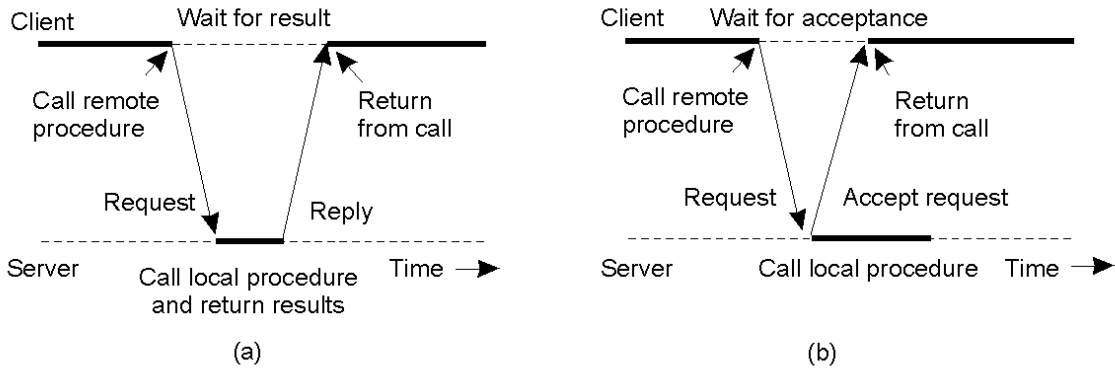 Client
Wait for result
Call remote
procedure
Return
from call
Request
Reply
Server
Call local procedure
and return results
Time
(a)
Client
Wait for acceptance
Call remote
procedure
Return
from call
Request
Accept request
Server
Call local procedure
Time
(b)